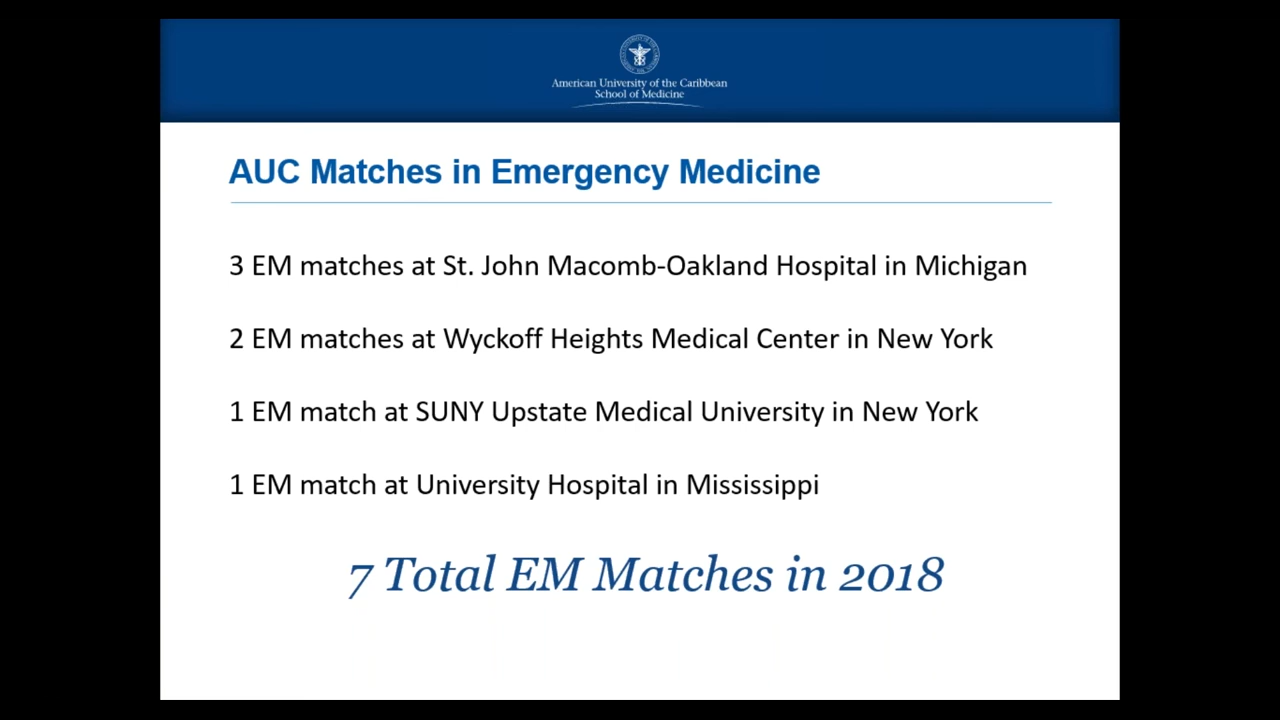 American University of the Caribbean
School of Medicine
AUC Matches in Emergency Medicine
3 EM matches at St. John Macomb-Oakland Hospital in Michigan
2 EM matches at Wyckoff Heights Medical Center in New York
1 EM match at SUNY Upstate Medical University in New York
1 EM match at University Hospital in Mississippi
7 Total EM Matches in 2018